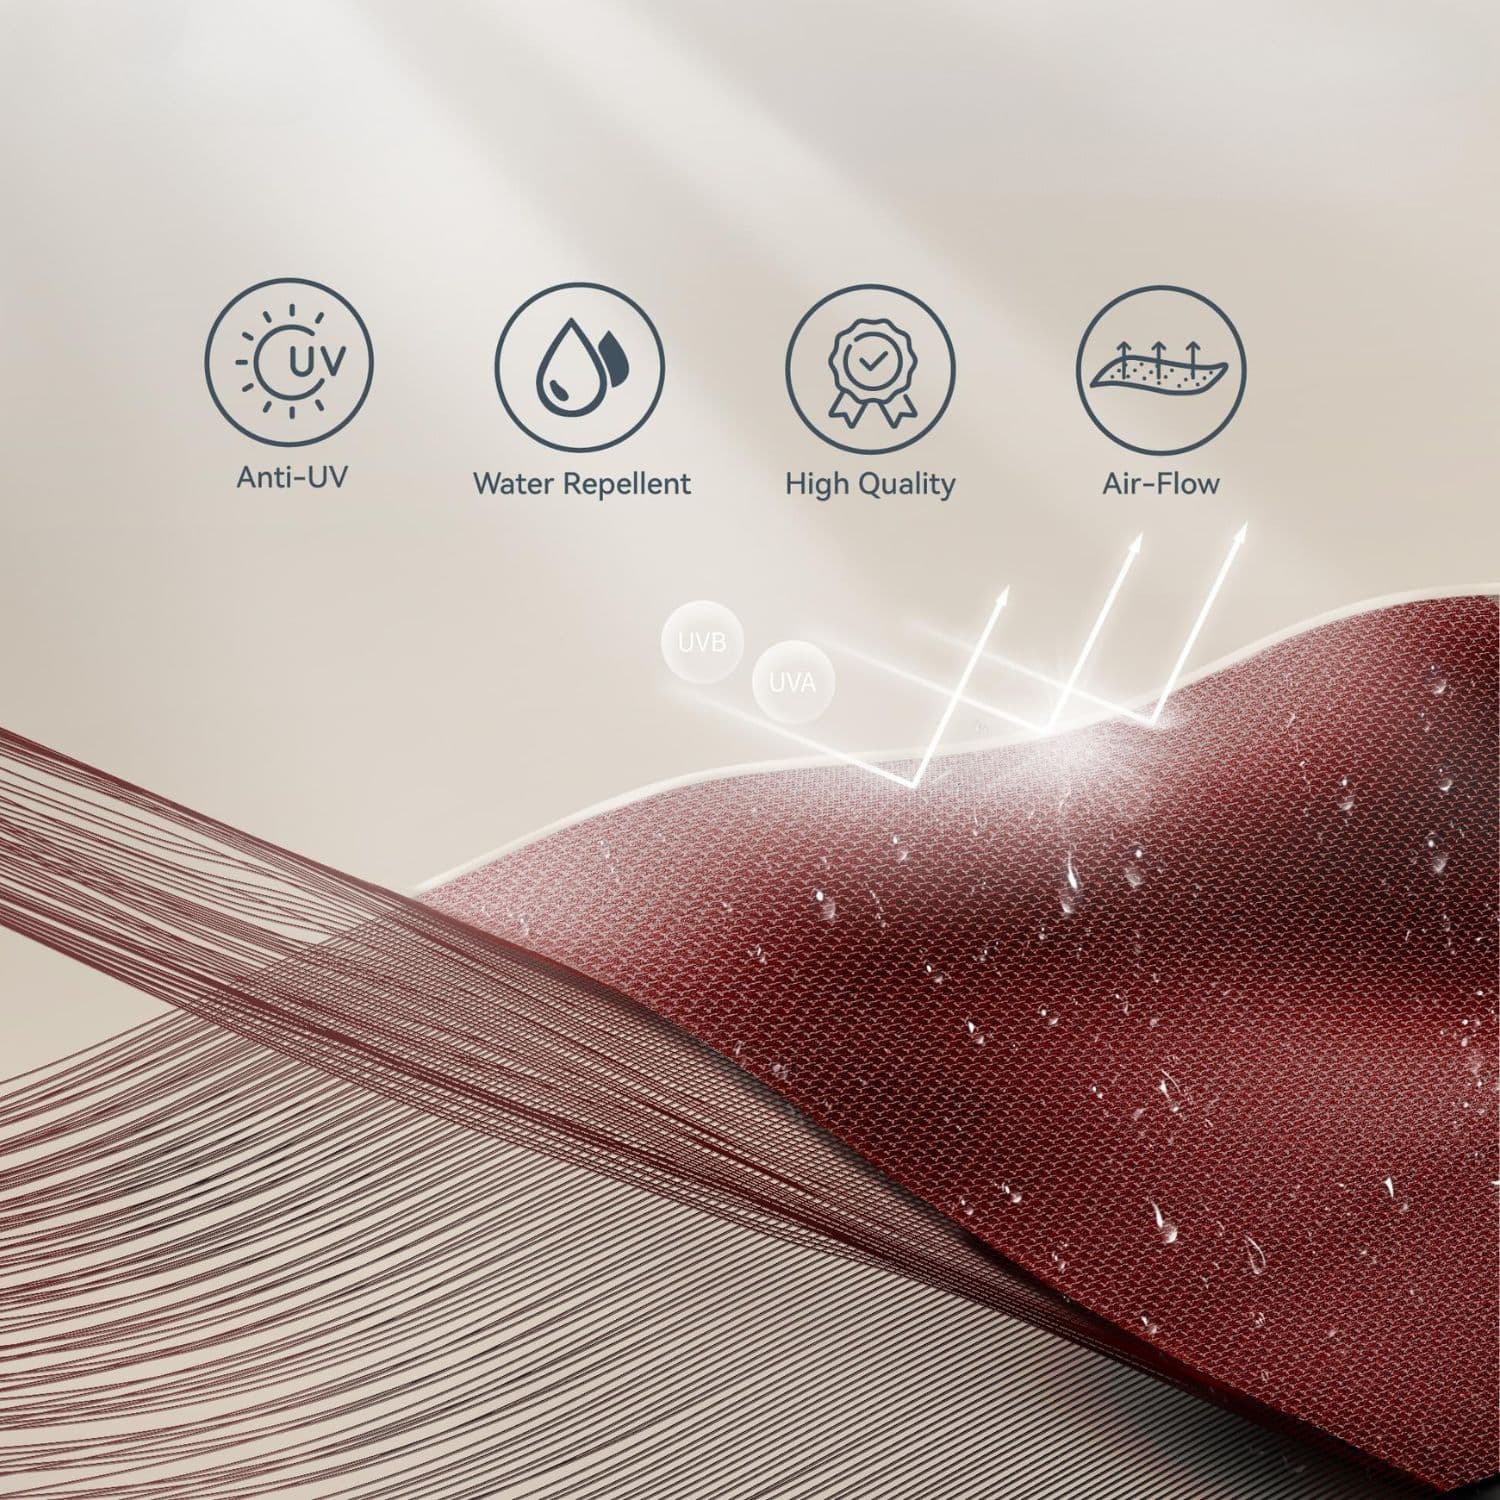 UV
Anti-UV
Water Repellent
High Quality
Air-Flow
UVB
UVA